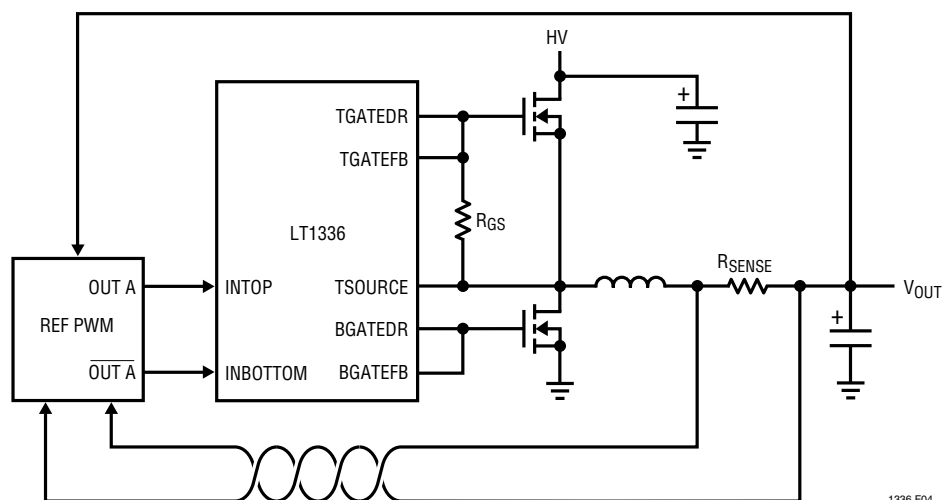 HV
+
TGATEDR
TGATEFB
LT1336
RGS
RSENSE
OUT A
INTOP
TSOURCE
VOUT
REF PWM
BGATEDR
+
OUT A
INBOTTOM
BGATEFB
1336 F04